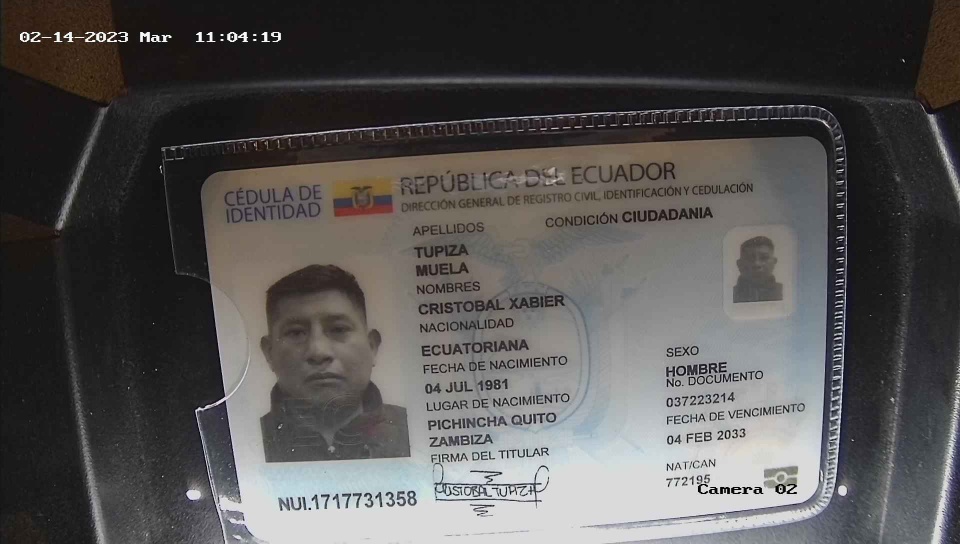 02-14-2023 Mar 11:04:19
CÉDULA DE
IDENTIDAD
REPÚBLICA DEL ECUADOR
DIRECCIÓN GENERAL DE REGISTRO CIVIL, IDENTIFICACIÓN Y CEDULACIÓN
APELLIDOS
CONDICIÓN CIUDADANIA
TUPIZA
MUELA
NOMBRES
CRISTOBAL XABIER
NACIONALIDAD
ECUATORIANA
FECHA DE NACIMIENTO
04 JUL 1981
LUGAR DE NACIMIENTO
PICHINCHA QUITO
ZAMBIZA
FIRMA DEL TITULAR
SEXO
HOMBRE
No. DOCUMENTO
037223214
FECHA DE VENCIMIENTO
04 FEB 2033
NAT/CAN
772195
NUI.1717731358
Camera 02